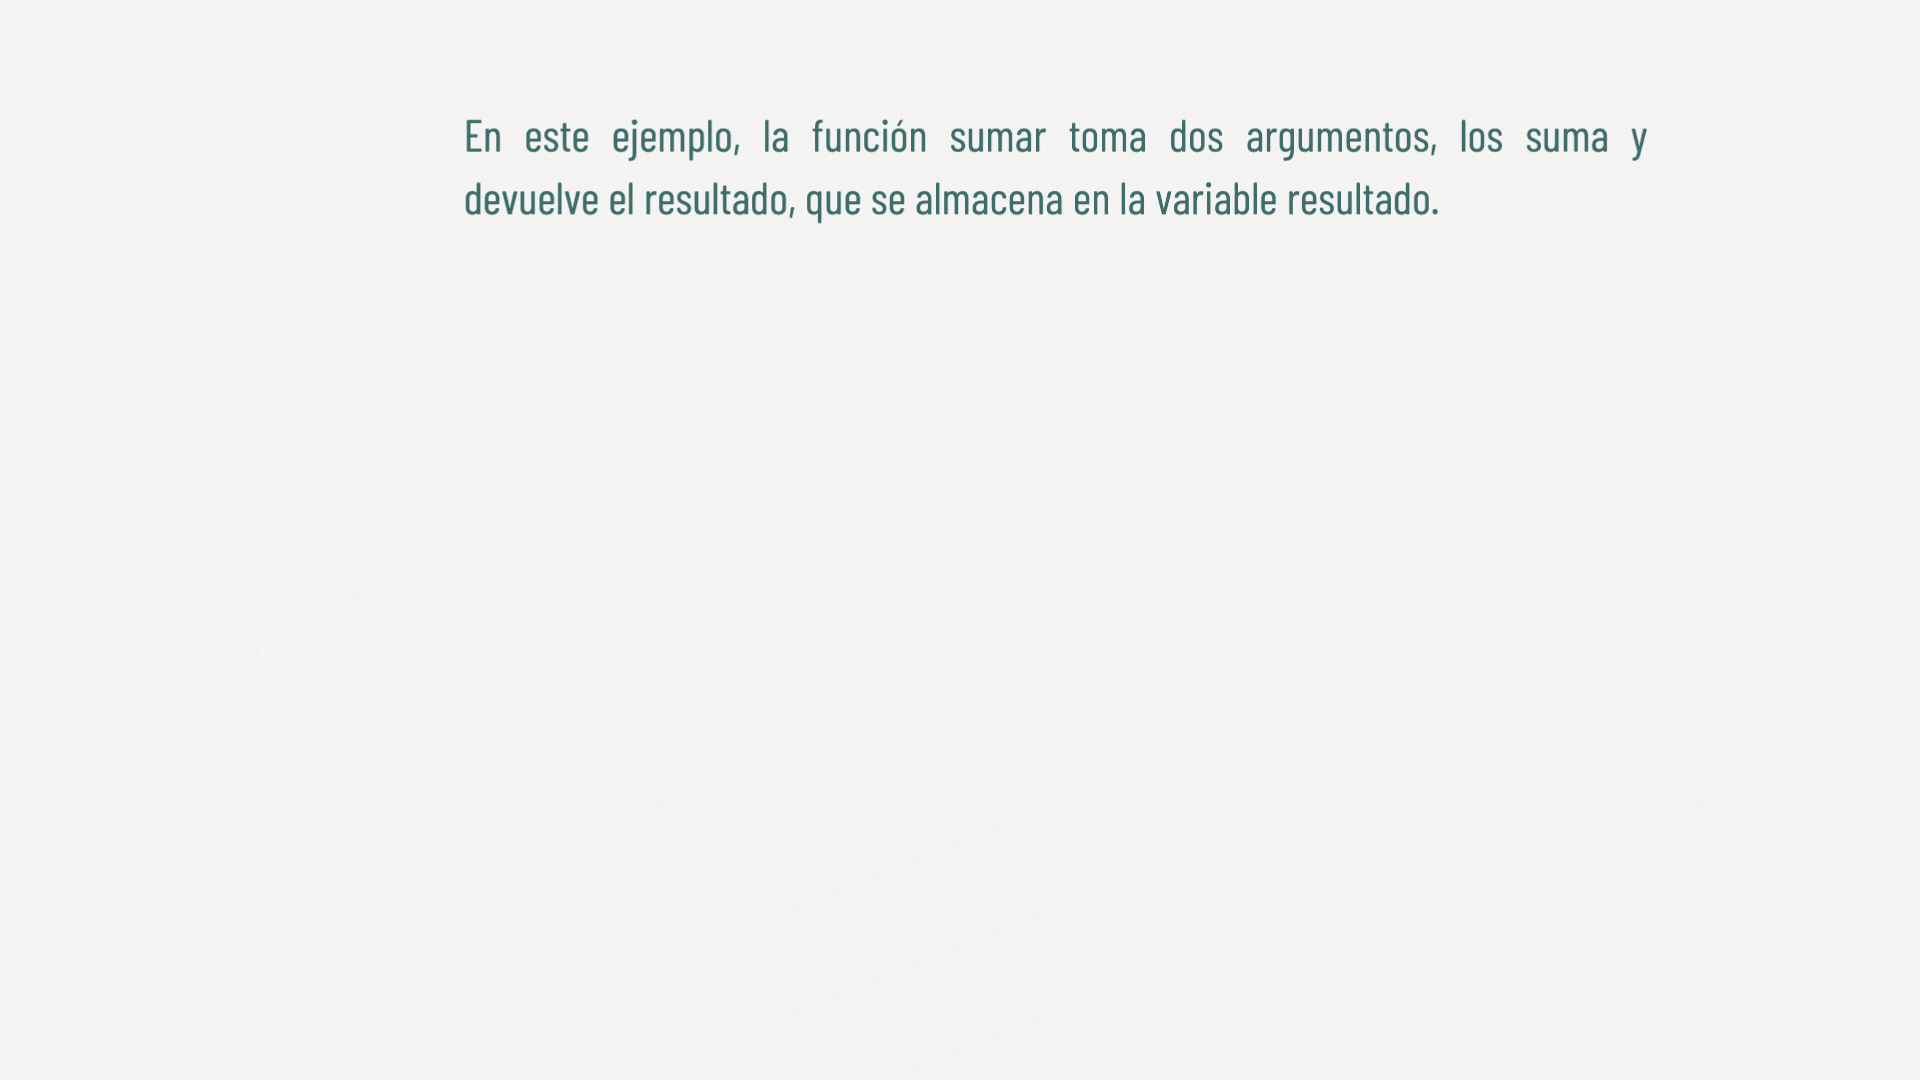 En este ejemplo, la función sumar toma dos argumentos, los suma y
devuelve el resultado, que se almacena en la variable resultado.